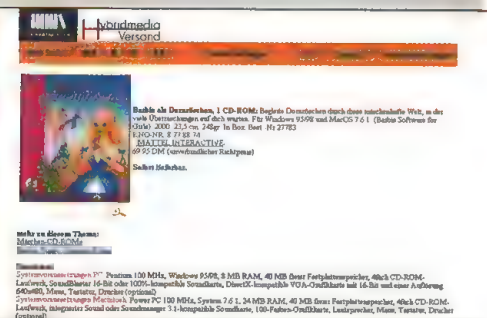 Hybridmedia
Versand
Barbie als Dornröschen, 1 CD-ROM: Begleite Dornröschen durch diese märchenhafte Welt, in der
viele Überraschungen auf dich warten. Für Windows 95/98 und MacOS 7.6.1 (Barbie Software for
Girls) 2000. 23,5 cm. 248gr. In Box. Best.-Nr.27783
KNO-NR. 8 77 88 74
MATTEL INTERACTIVE
69.95 DM (unverbindlicher Richtpreis)
Sofort lieferbar.
mehr zu diesem Thema:
Märchen-CD-ROMs
Systemvoraussetzungen PC: Pentium 100 MHz, Windows 95/98, 8 MB RAM, 40 MB freier Festplattenspeicher, 4fach CD-ROM-
Laufwerk, SoundBlaster 16-Bit oder 100%-kompatible Soundkarte, DirectX-kompatible VGA-Grafikkarte mit 16-Bit und einer Auflösung
640x480, Maus, Tastatur, Drucker (optional)
Systemvoraussetzungen Macintosh: Power PC 100 MHz, System 7.6.1, 24 MB RAM, 40 MB freier Festplattenspeicher, 4fach CD-ROM-
Laufwerk, integrierter Sound oder Soundmanager 3.1-kompatible Soundkarte, 100-Farben-Grafikkarte, Lautsprecher, Maus, Tastatur, Drucker
(optional)